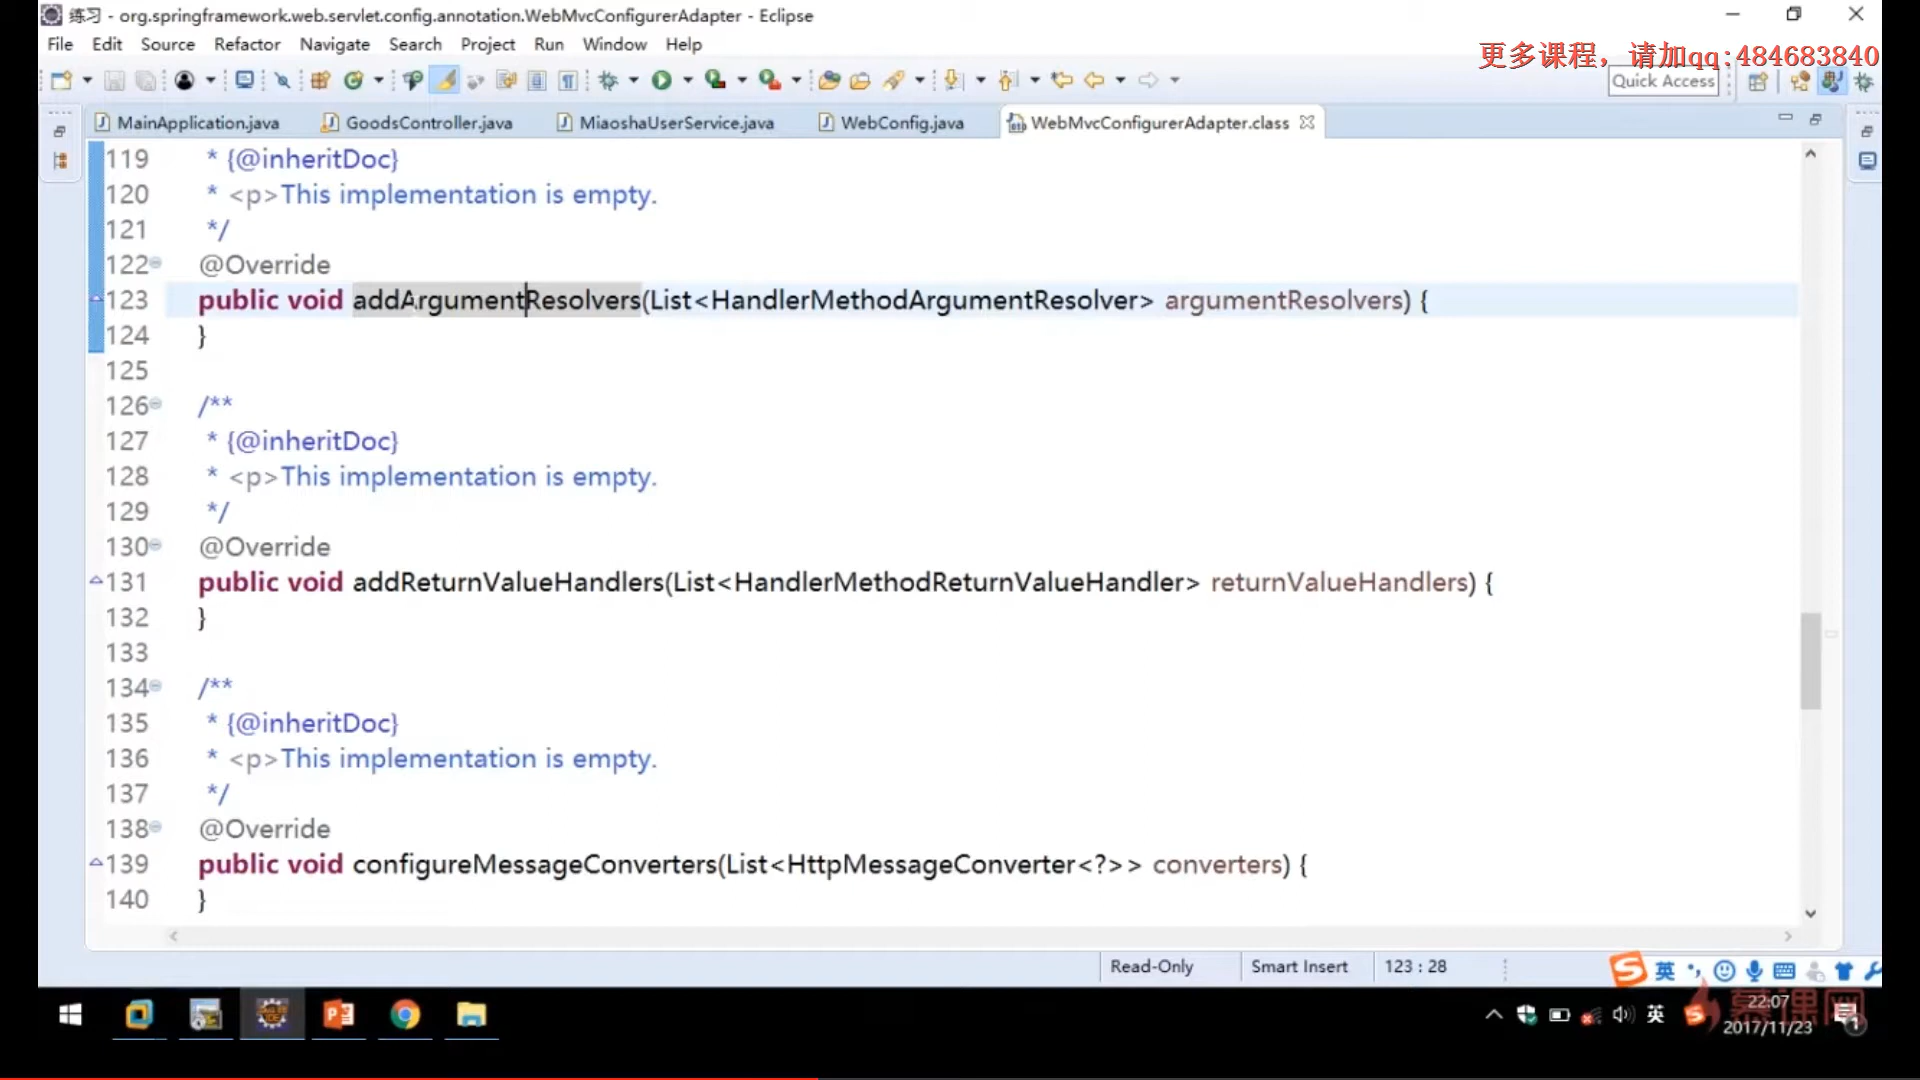 练习 - org.springframework.web.servlet.config.annotation.WebMvcConfigurerAdapter - Eclipse
File Edit Source Refactor Navigate Search Project Run Window Help
更多课程，请加qq:484683840
Quick Access
MainApplication.java GoodsController.java MiaoshaUserService.java WebConfig.java WebMvcConfigurerAdapter.class
119 * {@inheritDoc}
120 * <p>This implementation is empty.
121 */
122 @Override
123 public void addArgumentResolvers(List<HandlerMethodArgumentResolver> argumentResolvers) {
124 }
125
126 /**
127 * {@inheritDoc}
128 * <p>This implementation is empty.
129 */
130 @Override
131 public void addReturnValueHandlers(List<HandlerMethodReturnValueHandler> returnValueHandlers) {
132 }
133
134 /**
135 * {@inheritDoc}
136 * <p>This implementation is empty.
137 */
138 @Override
139 public void configureMessageConverters(List<HttpMessageConverter<?>> converters) {
140 }
Read-Only Smart Insert 123 : 28
英
英 22:07
慕课网
2017/11/23 1